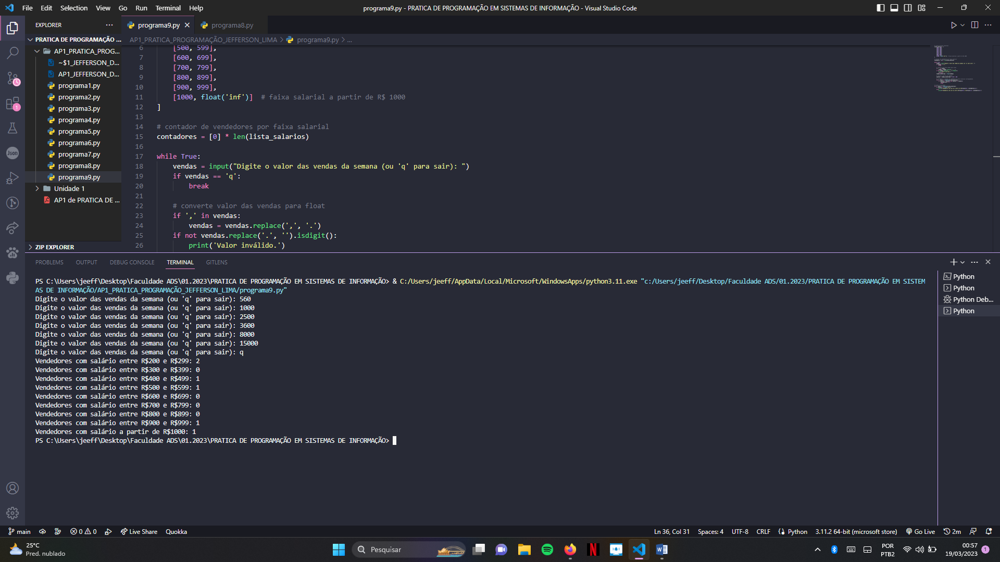 File Edit Selection View Go Run Terminal Help
programa9.py - PRATICA DE PROGRAMAÇÃO EM SISTEMAS DE INFORMAÇÃO - Visual Studio Code
EXPLORER
PRATICA DE PROGRAMAÇÃO ...
AP1_PRATICA_PROG...
~$1_JEFFERSON_D...
AP1_JEFFERSON_D...
programa1.py
programa2.py
programa3.py
programa4.py
programa5.py
programa6.py
programa7.py
programa8.py
programa9.py
Unidade 1
AP1 de PRATICA DE ...
ZIP EXPLORER
Json
1
programa9.py programa8.py
AP1_PRATICA_PROGRAMAÇÃO_JEFFERSON_LIMA > programa9.py > ...
6 [500, 599],
7 [600, 699],
8 [700, 799],
9 [800, 899],
10 [900, 999],
11 [1000, float('inf')] # faixa salarial a partir de R$ 1000
12 ]
13
14 # contador de vendedores por faixa salarial
15 contadores = [0] * len(lista_salarios)
16
17 while True:
18 vendas = input("Digite o valor das vendas da semana (ou 'q' para sair): ")
19 if vendas == 'q':
20 break
21
22 # converte valor das vendas para float
23 if ',' in vendas:
24 vendas = vendas.replace(',', '.')
25 if not vendas.replace('.', '').isdigit():
26 print('Valor inválido.')
PROBLEMS OUTPUT DEBUG CONSOLE TERMINAL GITLENS
PS C:\Users\jeeff\Desktop\Faculdade ADS\01.2023\PRATICA DE PROGRAMAÇÃO EM SISTEMAS DE INFORMAÇÃO> & C:/Users/jeeff/AppData/Local/Microsoft/WindowsApps/python3.11.exe "c:/Users/jeeff/Desktop/Faculdade ADS/01.2023/PRATICA DE PROGRAMAÇÃO EM SISTEM
AS DE INFORMAÇÃO/AP1_PRATICA_PROGRAMAÇÃO_JEFFERSON_LIMA/programa9.py"
Digite o valor das vendas da semana (ou 'q' para sair): 560
Digite o valor das vendas da semana (ou 'q' para sair): 1000
Digite o valor das vendas da semana (ou 'q' para sair): 2500
Digite o valor das vendas da semana (ou 'q' para sair): 3600
Digite o valor das vendas da semana (ou 'q' para sair): 8000
Digite o valor das vendas da semana (ou 'q' para sair): 15000
Digite o valor das vendas da semana (ou 'q' para sair): q
Vendedores com salário entre R$200 e R$299: 2
Vendedores com salário entre R$300 e R$399: 0
Vendedores com salário entre R$400 e R$499: 1
Vendedores com salário entre R$500 e R$599: 1
Vendedores com salário entre R$600 e R$699: 0
Vendedores com salário entre R$700 e R$799: 0
Vendedores com salário entre R$800 e R$899: 0
Vendedores com salário entre R$900 e R$999: 1
Vendedores com salário a partir de R$1000: 1
PS C:\Users\jeeff\Desktop\Faculdade ADS\01.2023\PRATICA DE PROGRAMAÇÃO EM SISTEMAS DE INFORMAÇÃO>
Python
Python
Python Deb...
Python
main 0 0 Live Share Quokka
Ln 36, Col 31 Spaces: 4 UTF-8 CRLF Python 3.11.2 64-bit (microsoft store) Go Live 2m
25°C
Pred. nublado
Pesquisar
POR
PTB2
00:57
19/03/2023
1